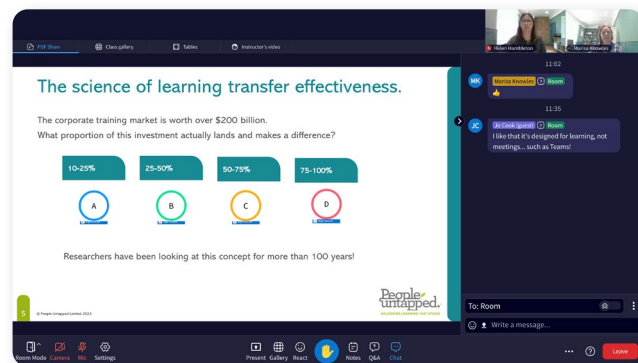 PDF Share
Class gallery
Tables
Instructor's video
Helen Hambleton
Marisa Knowles
The science of learning transfer effectiveness.
The corporate training market is worth over $200 billion.
What proportion of this investment actually lands and makes a difference?
10-25%
25-50%
50-75%
75-100%
A
B
C
D
Researchers have been looking at this concept for more than 100 years!
People
untapped.
5
© People Untapped Limited 2023
11:02
MK
Marisa Knowles
Room
11:35
JC
Jo Cook (guest)
Room
I like that it's designed for learning, not
meetings... such as Teams!
To: Room
Write a message...
Room Mode
Camera
Mic
Settings
Present
Gallery
React
Notes
Q&A
Chat
Leave